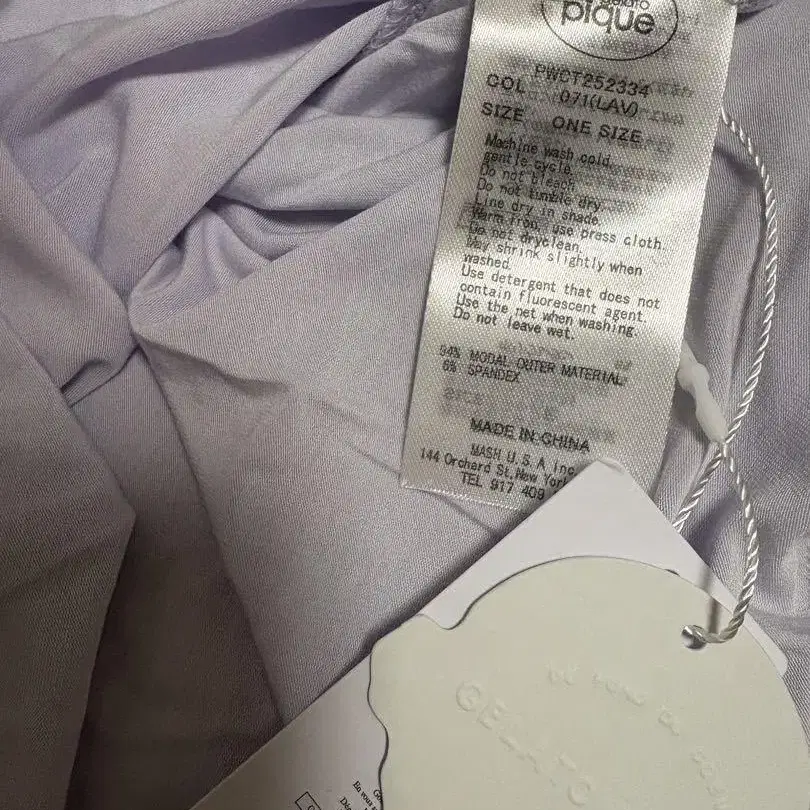 pique
PWCT252334
COL 071(LAV)
SIZE ONE SIZE
Machine wash cold,
gentle cycle.
Do not bleach.
Do not tumble dry.
Line dry in shade.
Warm iron, use press cloth.
Do not dryclean.
May shrink slightly when
washed.
Use detergent that does not
contain fluorescent agent.
Use the net when washing.
Do not leave wet.
94% MODAL OUTER MATERIAL
6% SPANDEX
MADE IN CHINA
MASH U.S.A Inc
144 Orchard St, New York
TEL 917 409
GELATO